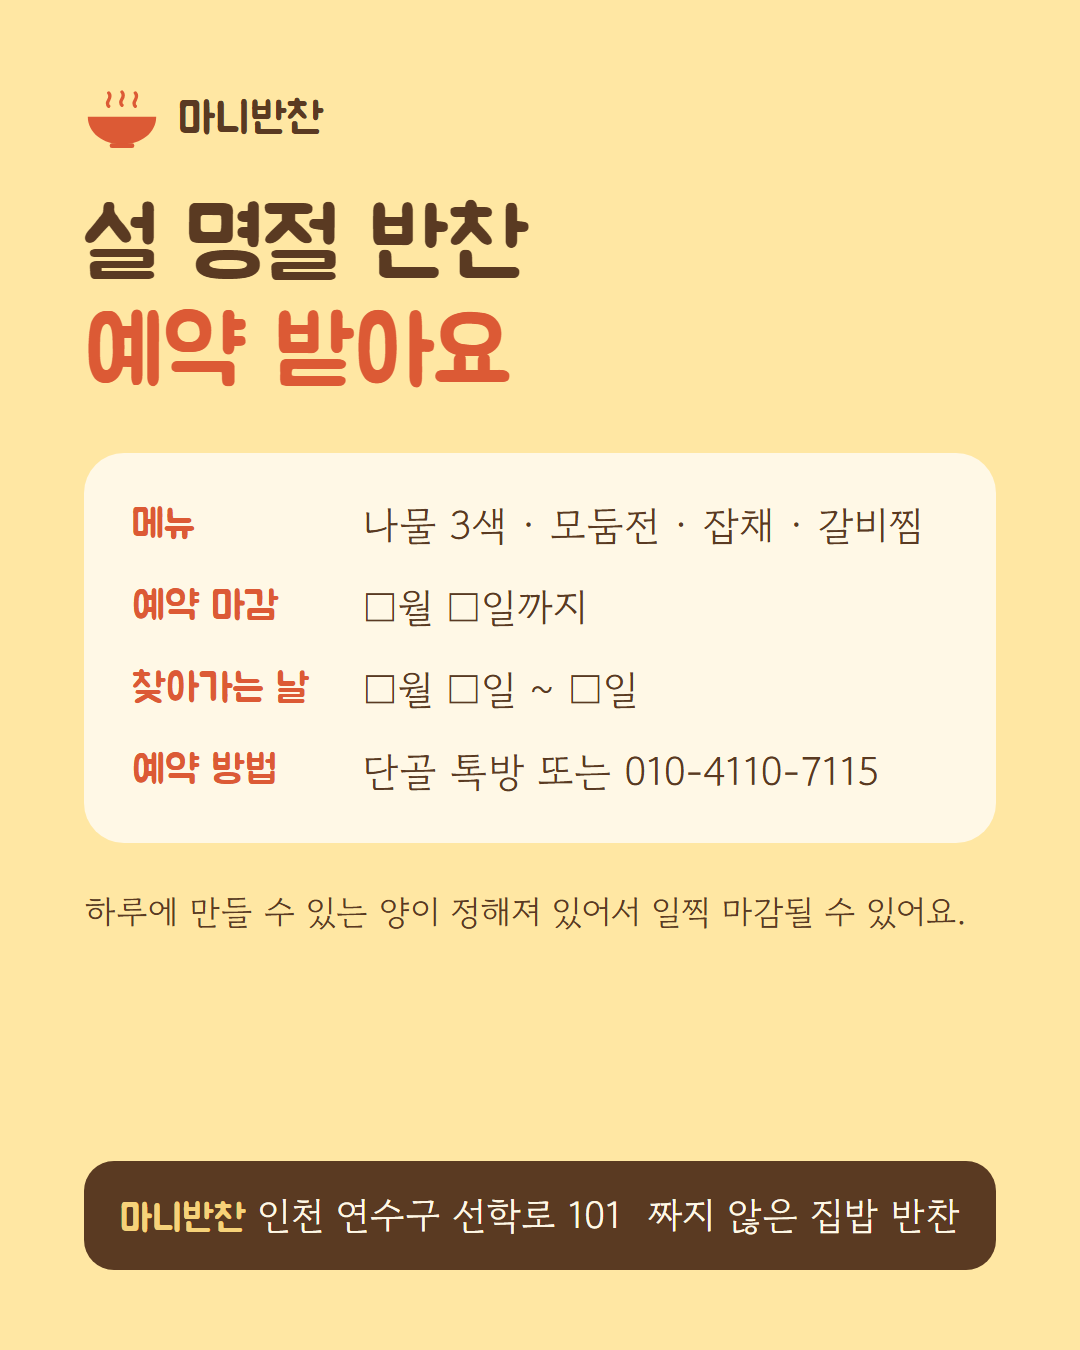 마니반찬
설 명절 반찬
예약 받아요
메뉴 나물 3색 · 모둠전 · 잡채 · 갈비찜
예약 마감 □월 □일까지
찾아가는 날 □월 □일 ~ □일
예약 방법 단골 톡방 또는 010-4110-7115
하루에 만들 수 있는 양이 정해져 있어서 일찍 마감될 수 있어요.
마니반찬 인천 연수구 선학로 101 짜지 않은 집밥 반찬